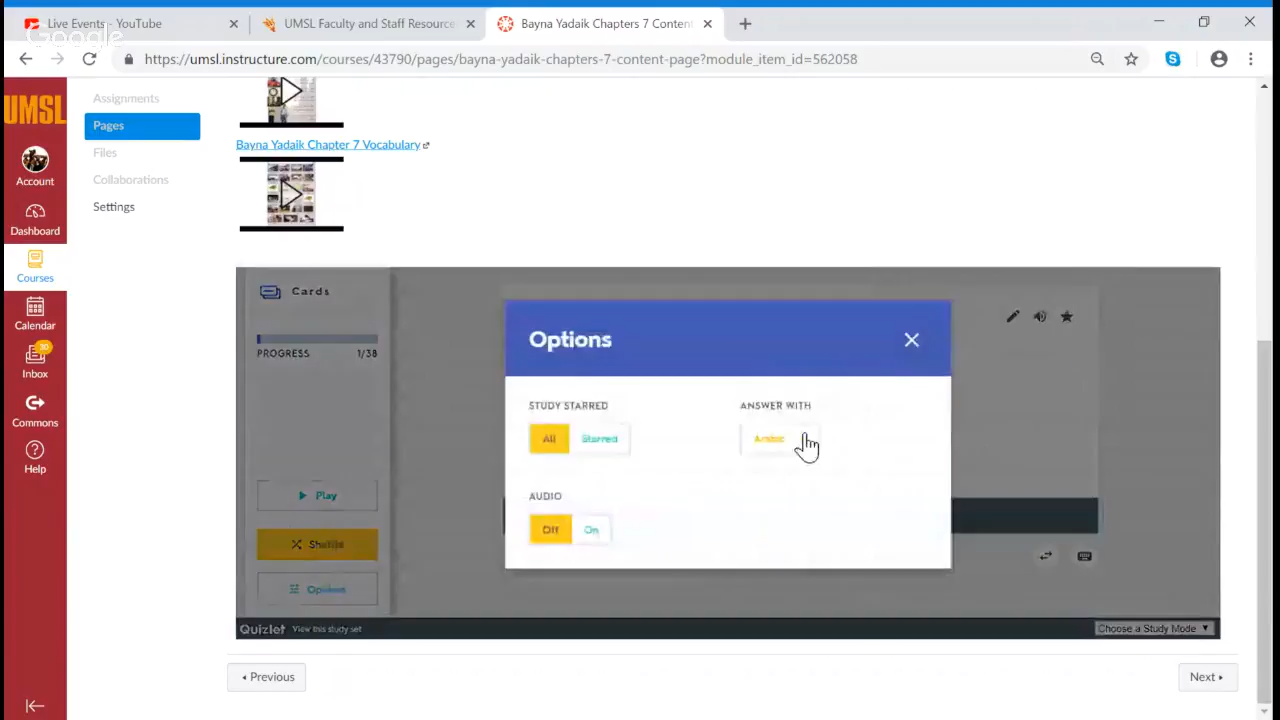 Live Events - YouTube
UMSL Faculty and Staff Resource
Bayna Yadaik Chapters 7 Content
Google
https://umsl.instructure.com/courses/43790/pages/bayna-yadaik-chapters-7-content-page?module_item_id=562058
UMSL
Account
Dashboard
Courses
Calendar
30
Inbox
Commons
Help
Assignments
Pages
Files
Collaborations
Settings
Bayna Yadaik Chapter 7 Vocabulary
Cards
PROGRESS 1/38
Play
Shuffle
Options
Options
STUDY STARRED
All Starred
ANSWER WITH
Arabic
AUDIO
Off On
Quizlet View this study set
Choose a Study Mode
Previous
Next